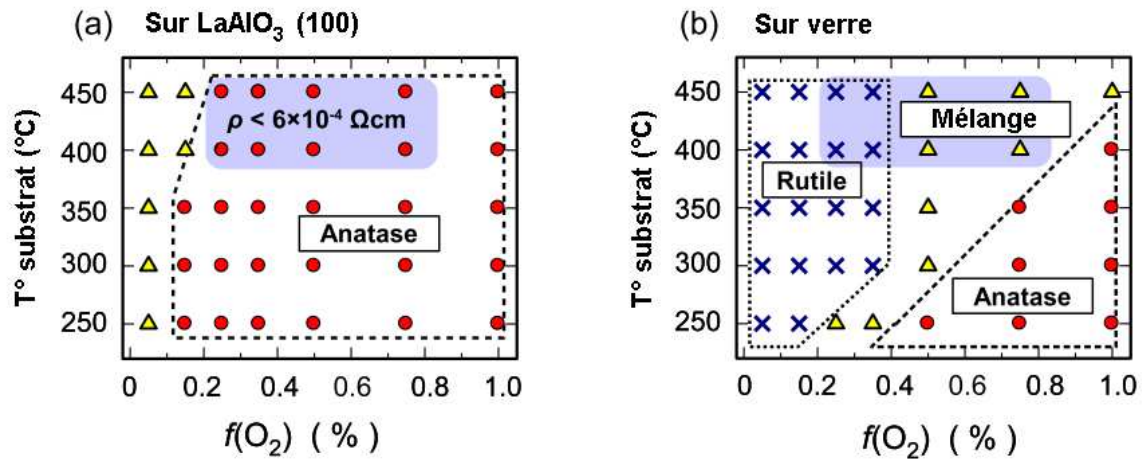 (a) Sur LaAlO₃ (100)
T° substrat (°C)
450
400
350
300
250
ρ < 6×10⁻⁴ Ωcm
Anatase
0 0.2 0.4 0.6 0.8 1.0
f(O₂) ( % )
(b) Sur verre
T° substrat (°C)
450
400
350
300
250
Mélange
Rutile
Anatase
0 0.2 0.4 0.6 0.8 1.0
f(O₂) ( % )